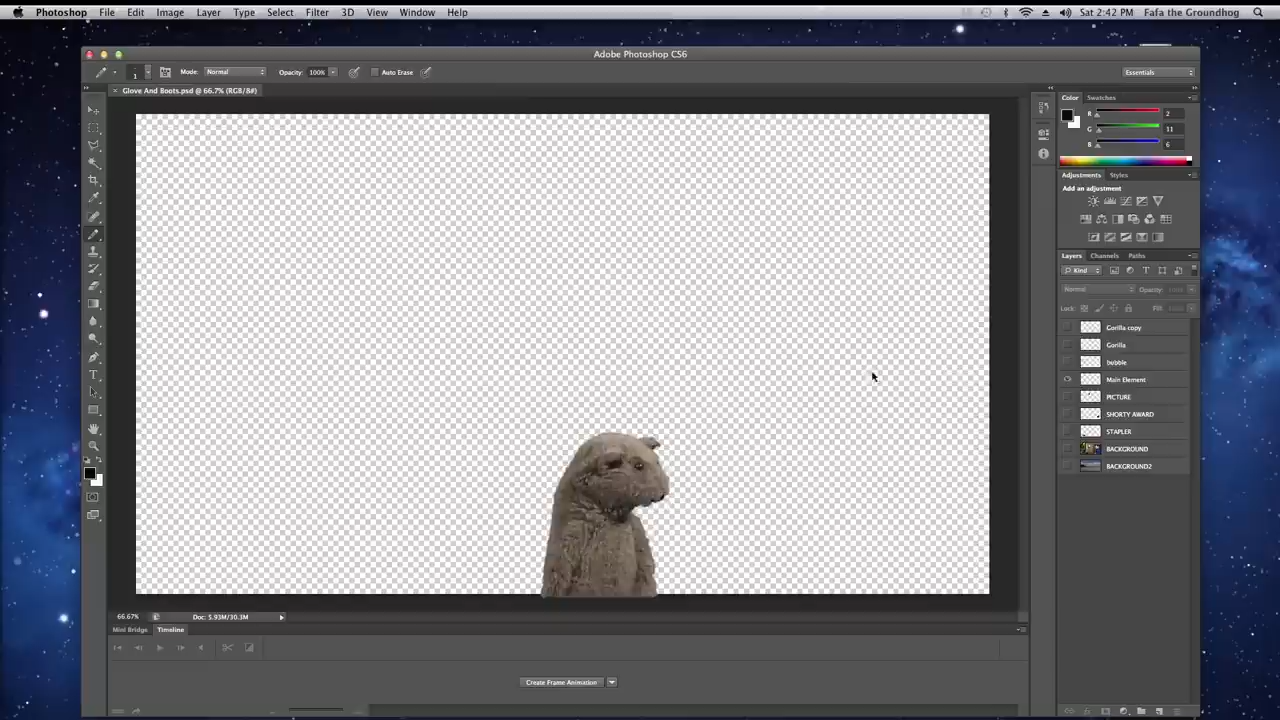 Photoshop File Edit Image Layer Type Select Filter 3D View Window Help Sat 2:42 PM Fafa the Groundhog
Adobe Photoshop CS6
1 Mode: Normal Opacity: 100% Auto Erase Essentials
Glove And Boots.psd @ 66.7% (RGB/8#)
Color Swatches
R 2
G 11
B 6
Adjustments Styles
Add an adjustment
Layers Channels Paths
Kind
Normal Opacity:
Lock: Fill:
Gorilla copy
Gorilla
bubble
Main Element
PICTURE
SHORTY AWARD
STAPLER
BACKGROUND
BACKGROUND2
66.67% Doc: 5.93M/30.3M
Mini Bridge Timeline
Create Frame Animation